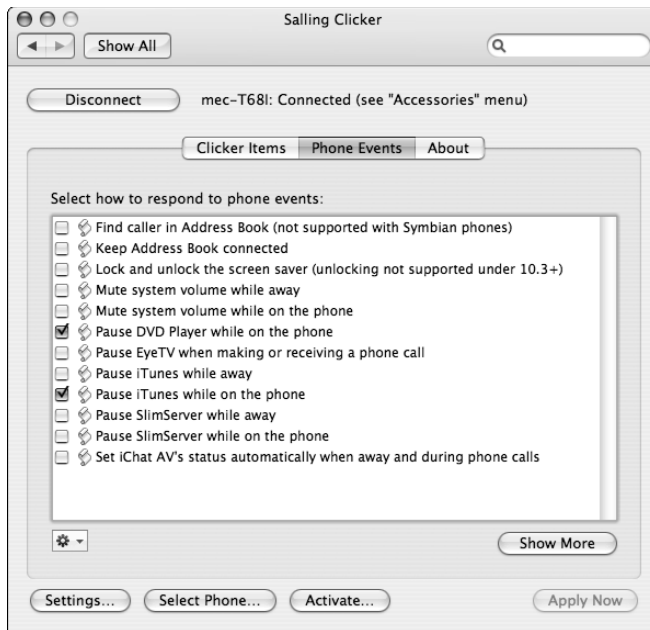 Salling Clicker
Show All
Disconnect mec-T68I: Connected (see "Accessories" menu)
Clicker Items Phone Events About
Select how to respond to phone events:
Find caller in Address Book (not supported with Symbian phones)
Keep Address Book connected
Lock and unlock the screen saver (unlocking not supported under 10.3+)
Mute system volume while away
Mute system volume while on the phone
Pause DVD Player while on the phone
Pause EyeTV when making or receiving a phone call
Pause iTunes while away
Pause iTunes while on the phone
Pause SlimServer while away
Pause SlimServer while on the phone
Set iChat AV's status automatically when away and during phone calls
Show More
Settings... Select Phone... Activate... Apply Now